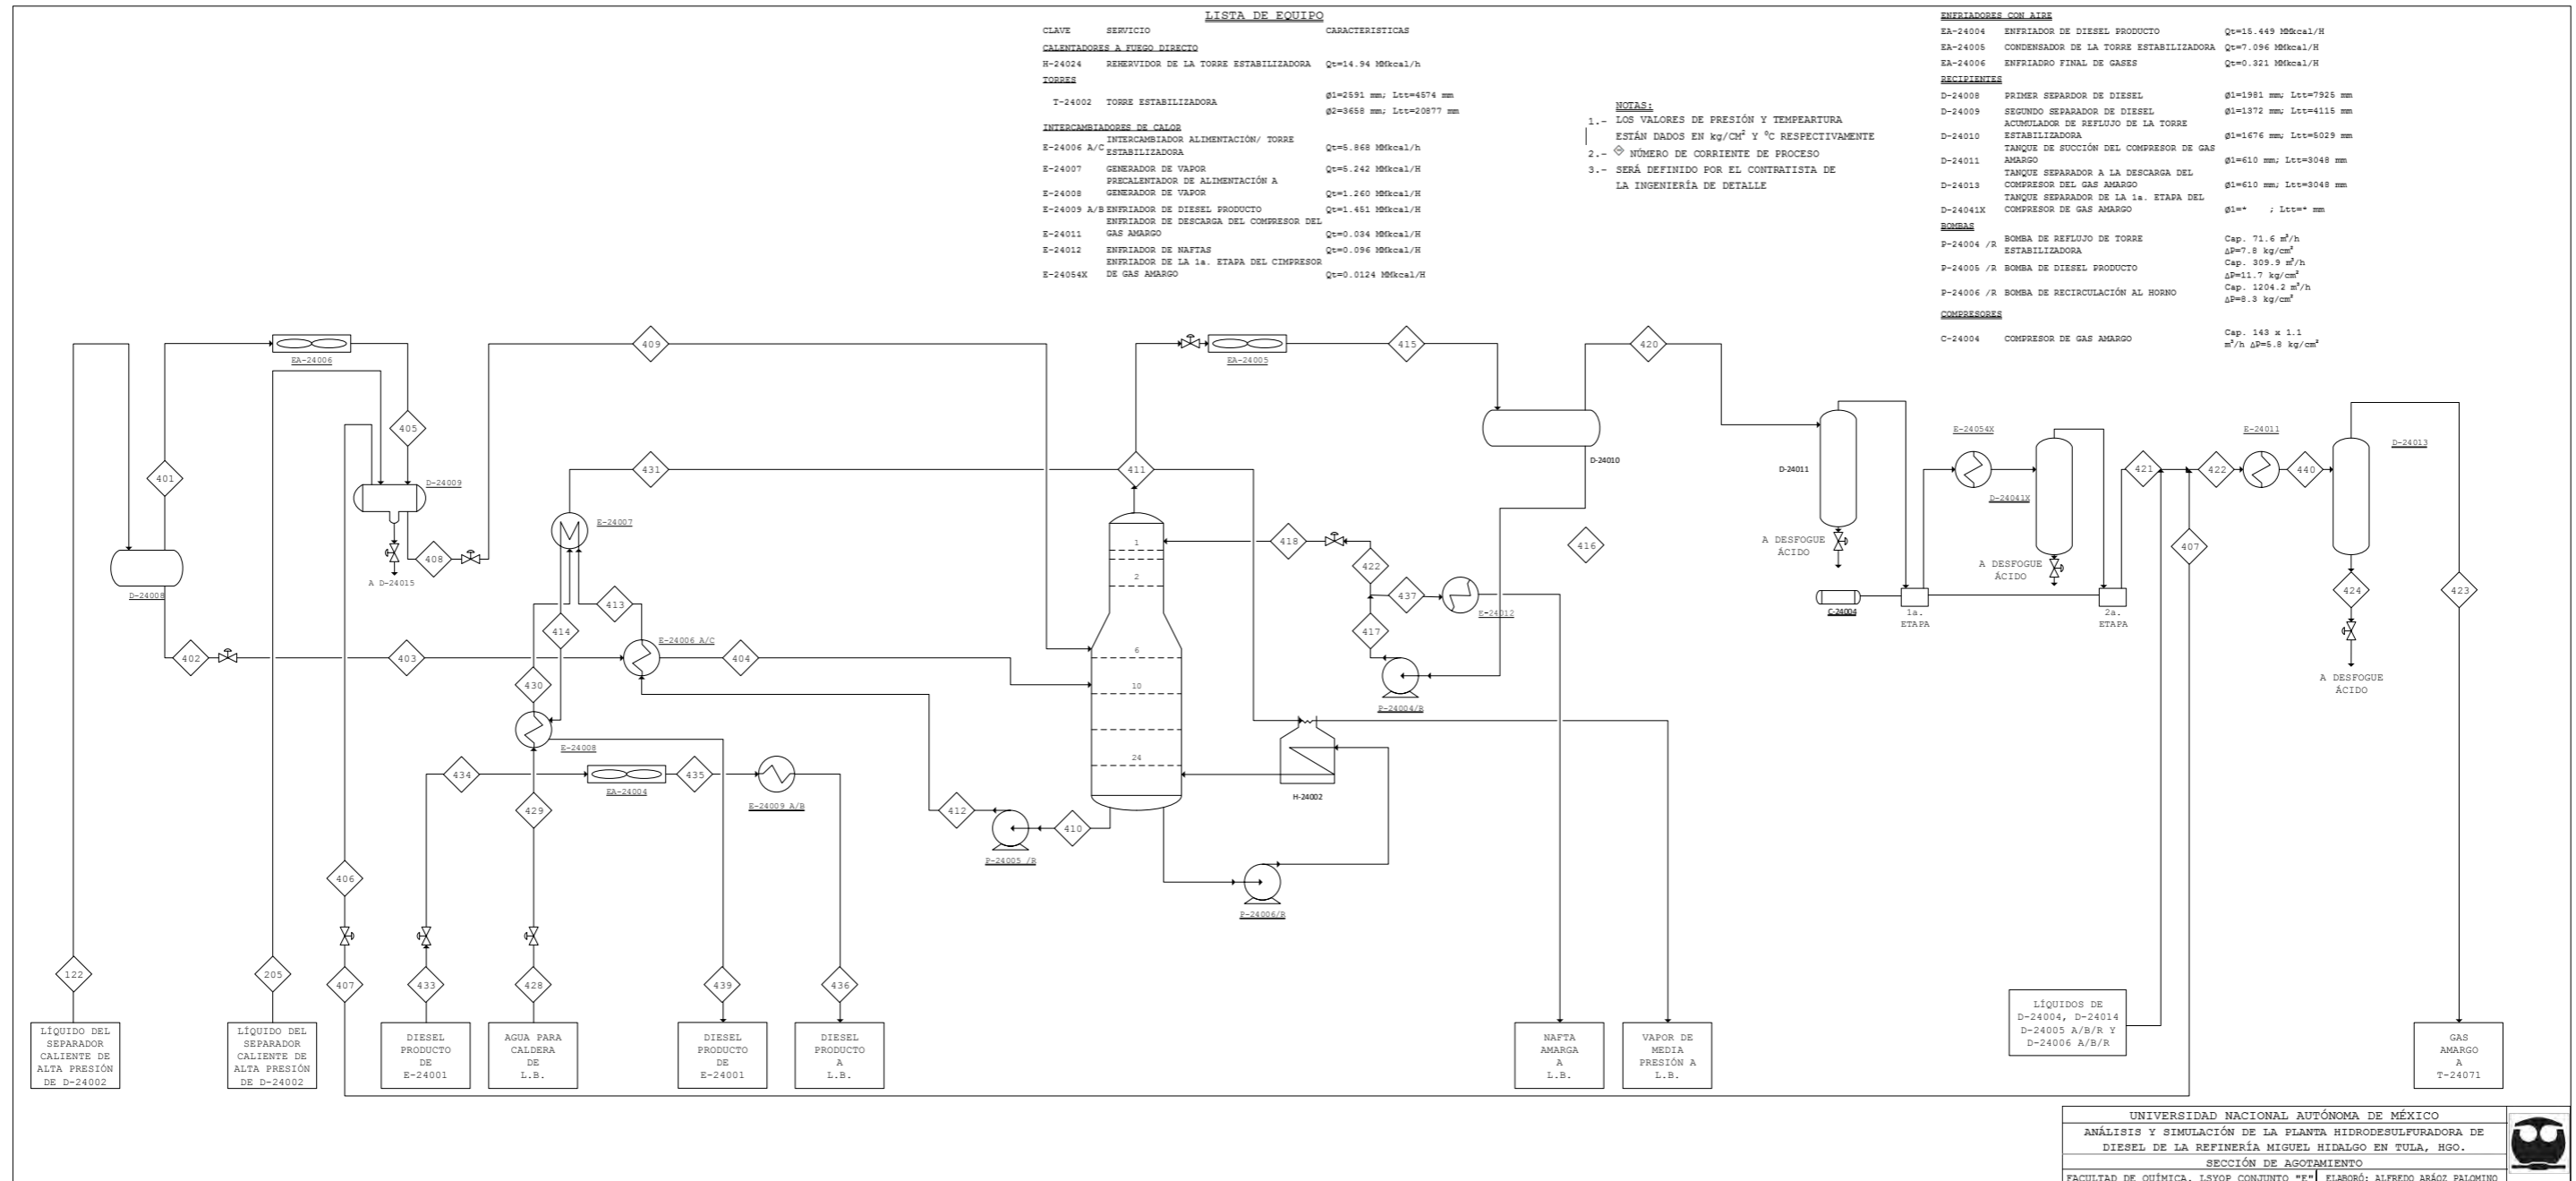 LISTA DE EQUIPO
CLAVE SERVICIO CARACTERISTICAS
CALENTADORES A FUEGO DIRECTO
H-24024 REHERVIDOR DE LA TORRE ESTABILIZADORA Qt=14.94 MMkcal/h
TORRES
Ø1=2591 mm; Ltt=4574 mm
T-24002 TORRE ESTABILIZADORA
Ø2=3658 mm; Ltt=20877 mm
INTERCAMBIADORES DE CALOR
INTERCAMBIADOR ALIMENTACIÓN/ TORRE
E-24006 A/C ESTABILIZADORA Qt=5.868 MMkcal/h
E-24007 GENERADOR DE VAPOR Qt=5.242 MMkcal/H
PRECALENTADOR DE ALIMENTACIÓN A
E-24008 GENERADOR DE VAPOR Qt=1.260 MMkcal/H
E-24009 A/B ENFRIADOR DE DIESEL PRODUCTO Qt=1.451 MMkcal/H
ENFRIADOR DE DESCARGA DEL COMPRESOR DEL
E-24011 GAS AMARGO Qt=0.034 MMkcal/H
E-24012 ENFRIADOR DE NAFTAS Qt=0.096 MMkcal/H
ENFRIADOR DE LA 1a. ETAPA DEL CIMPRESOR
E-24054X DE GAS AMARGO Qt=0.0124 MMkcal/H
NOTAS:
1.- LOS VALORES DE PRESIÓN Y TEMPEARTURA
ESTÁN DADOS EN kg/CM² Y °C RESPECTIVAMENTE
2.- NÚMERO DE CORRIENTE DE PROCESO
3.- SERÁ DEFINIDO POR EL CONTRATISTA DE
LA INGENIERÍA DE DETALLE
ENFRIADORES CON AIRE
EA-24004 ENFRIADOR DE DIESEL PRODUCTO Qt=15.449 MMkcal/H
EA-24005 CONDENSADOR DE LA TORRE ESTABILIZADORA Qt=7.096 MMkcal/H
EA-24006 ENFRIADRO FINAL DE GASES Qt=0.321 MMkcal/H
RECIPIENTES
D-24008 PRIMER SEPARDOR DE DIESEL Ø1=1981 mm; Ltt=7925 mm
D-24009 SEGUNDO SEPARADOR DE DIESEL Ø1=1372 mm; Ltt=4115 mm
ACUMULADOR DE REFLUJO DE LA TORRE
D-24010 ESTABILIZADORA Ø1=1676 mm; Ltt=5029 mm
TANQUE DE SUCCIÓN DEL COMPRESOR DE GAS
D-24011 AMARGO Ø1=610 mm; Ltt=3048 mm
TANQUE SEPARADOR A LA DESCARGA DEL
D-24013 COMPRESOR DEL GAS AMARGO Ø1=610 mm; Ltt=3048 mm
TANQUE SEPARADOR DE LA 1a. ETAPA DEL
D-24041X COMPRESOR DE GAS AMARGO Ø1=* ; Ltt=* mm
BOMBAS
P-24004 /R BOMBA DE REFLUJO DE TORRE Cap. 71.6 m³/h
ESTABILIZADORA ΔP=7.8 kg/cm²
P-24005 /R BOMBA DE DIESEL PRODUCTO Cap. 309.9 m³/h
ΔP=11.7 kg/cm²
P-24006 /R BOMBA DE RECIRCULACIÓN AL HORNO Cap. 1204.2 m³/h
ΔP=8.3 kg/cm²
COMPRESORES
C-24004 COMPRESOR DE GAS AMARGO Cap. 143 x 1.1
m³/h ΔP=5.8 kg/cm²
EA-24006
409
EA-24005
415
420
405
401
D-24009
431
411
D-24010
D-24011
E-24054X
D-24041X
E-24011
D-24013
421
422
440
E-24007
408
A D-24015
D-24008
413
414
E-24006 A/C
402
403
404
430
E-24008
1
2
6
10
24
418
422
416
437
E-24012
417
P-24004/R
A DESFOGUE
ÁCIDO
A DESFOGUE
ÁCIDO
407
424
423
C-24004
1a.
ETAPA
2a.
ETAPA
A DESFOGUE
ÁCIDO
434
EA-24004
435
E-24009 A/B
429
412
410
P-24005 /R
H-24002
P-24006/R
406
122
205
407
433
428
439
436
LÍQUIDO DEL
SEPARADOR
CALIENTE DE
ALTA PRESIÓN
DE D-24002
LÍQUIDO DEL
SEPARADOR
CALIENTE DE
ALTA PRESIÓN
DE D-24002
DIESEL
PRODUCTO
DE
E-24001
AGUA PARA
CALDERA
DE
L.B.
DIESEL
PRODUCTO
DE
E-24001
DIESEL
PRODUCTO
A
L.B.
NAFTA
AMARGA
A
L.B.
VAPOR DE
MEDIA
PRESIÓN A
L.B.
LÍQUIDOS DE
D-24004, D-24014
D-24005 A/B/R Y
D-24006 A/B/R
GAS
AMARGO
A
T-24071
UNIVERSIDAD NACIONAL AUTÓNOMA DE MÉXICO
ANÁLISIS Y SIMULACIÓN DE LA PLANTA HIDRODESULFURADORA DE
DIESEL DE LA REFINERÍA MIGUEL HIDALGO EN TULA, HGO.
SECCIÓN DE AGOTAMIENTO
FACULTAD DE QUÍMICA. LSYOP CONJUNTO "E" ELABORÓ: ALFREDO ARÁOZ PALOMINO